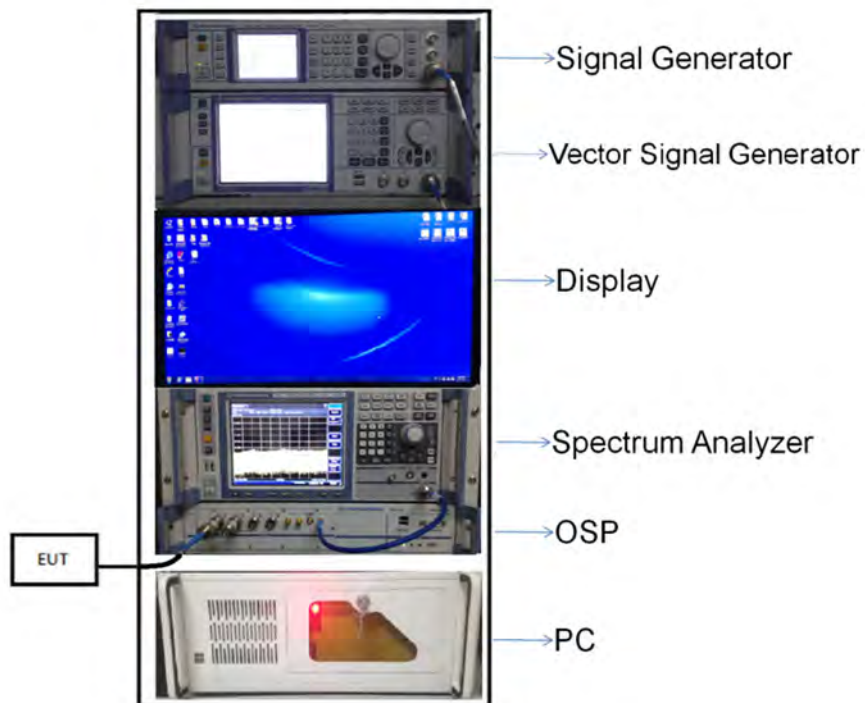 Signal Generator
Vector Signal Generator
Display
Spectrum Analyzer
OSP
EUT
PC